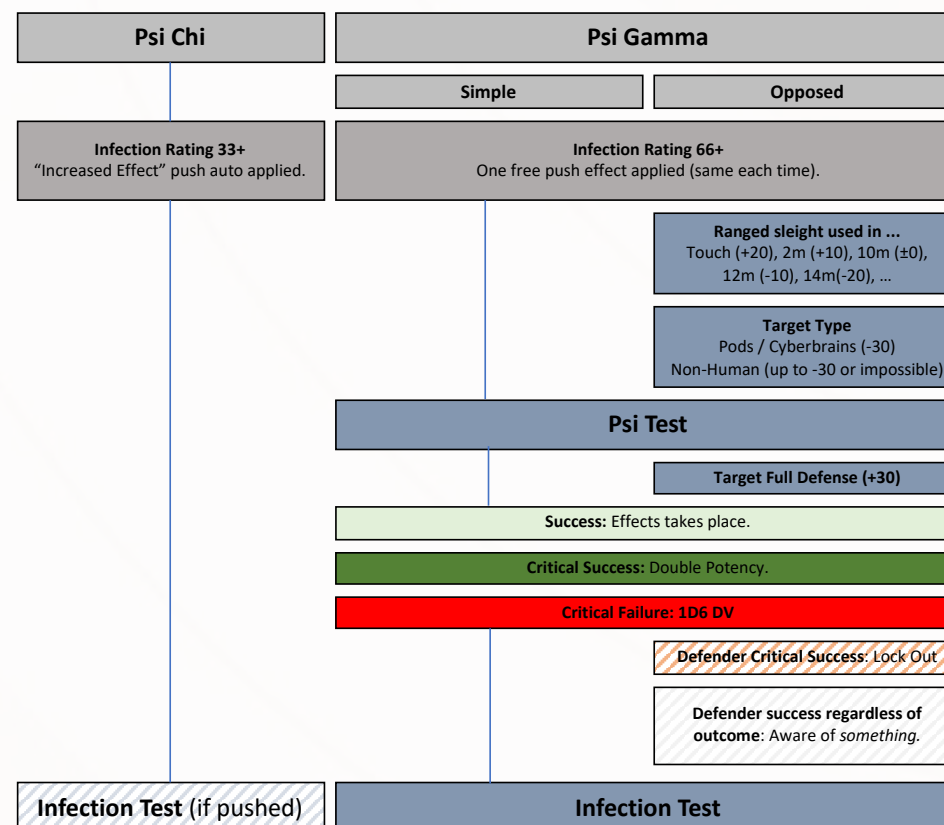 Psi Chi
Psi Gamma
Simple
Opposed
Infection Rating 33+
“Increased Effect” push auto applied.
Infection Rating 66+
One free push effect applied (same each time).
Ranged sleight used in ...
Touch (+20), 2m (+10), 10m (±0),
12m (-10), 14m(-20), …
Target Type
Pods / Cyberbrains (-30)
Non-Human (up to -30 or impossible)
Psi Test
Target Full Defense (+30)
Success: Effects takes place.
Critical Success: Double Potency.
Critical Failure: 1D6 DV
Defender Critical Success: Lock Out
Defender success regardless of
outcome: Aware of something.
Infection Test (if pushed)
Infection Test